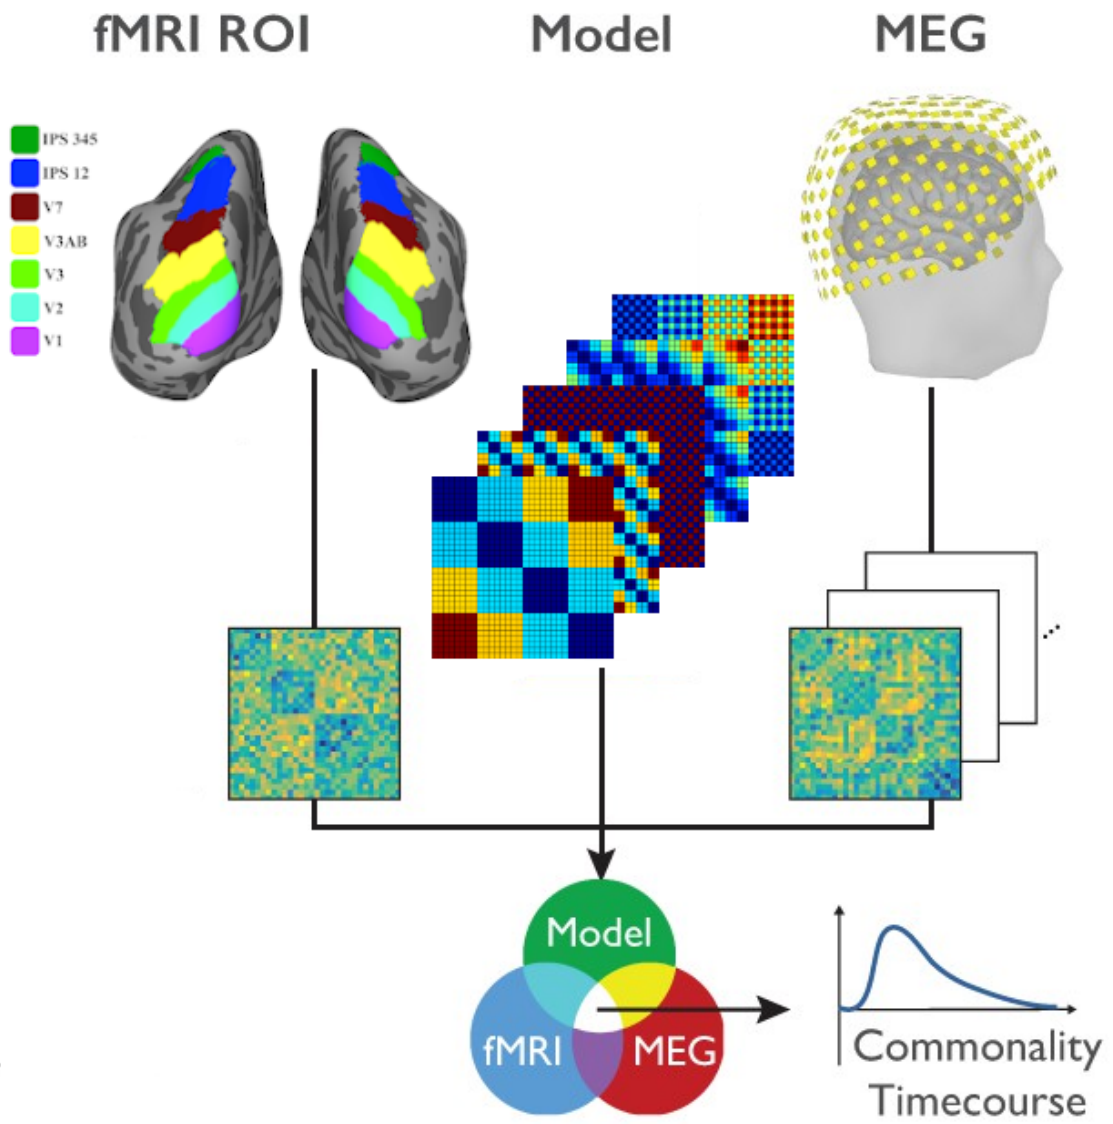 fMRI ROI
Model
MEG
IPS 345
IPS 12
V7
V3AB
V3
V2
V1
Model
fMRI
MEG
Commonality
Timecourse